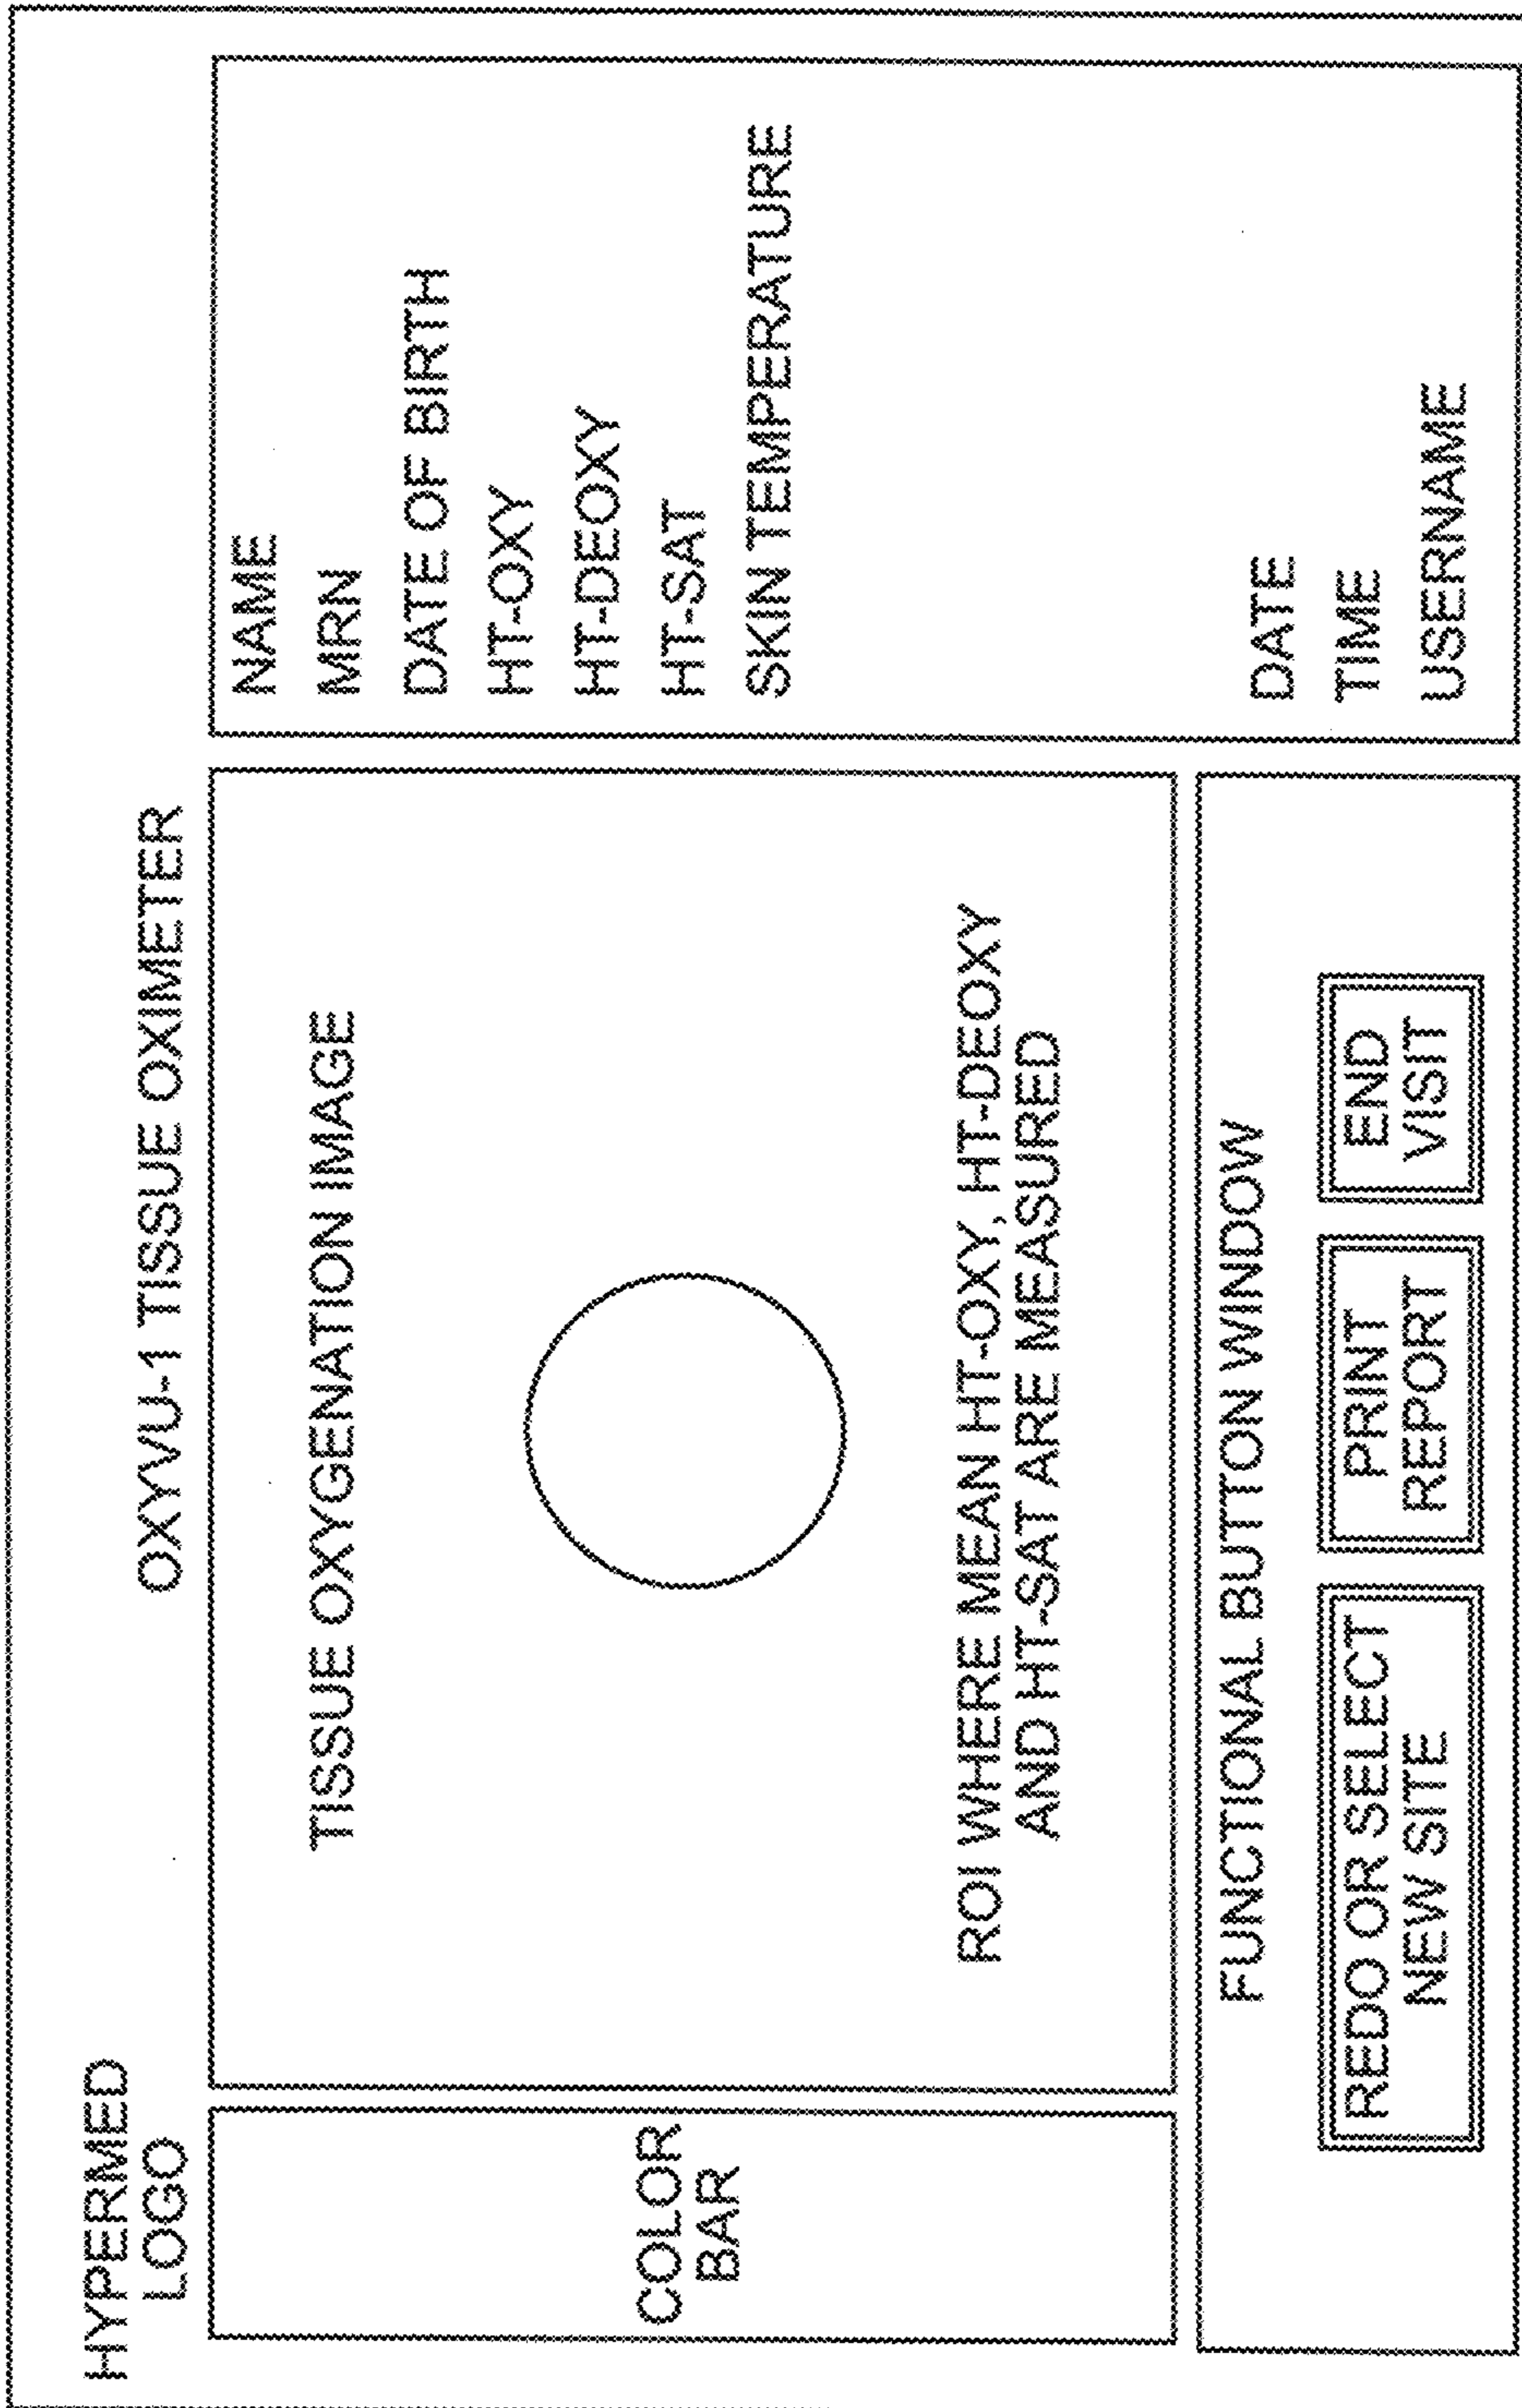 HYPERMED
LOGO
OXYVU-1 TISSUE OXIMETER
COLOR
BAR
TISSUE OXYGENATION IMAGE
ROI WHERE MEAN HT-OXY, HT-DEOXY
AND HT-SAT ARE MEASURED
NAME
MRN
DATE OF BIRTH
HT-OXY
HT-DEOXY
HT-SAT
SKIN TEMPERATURE
DATE
TIME
USERNAME
FUNCTIONAL BUTTON WINDOW
REDO OR SELECT
NEW SITE
PRINT
REPORT
END
VISIT